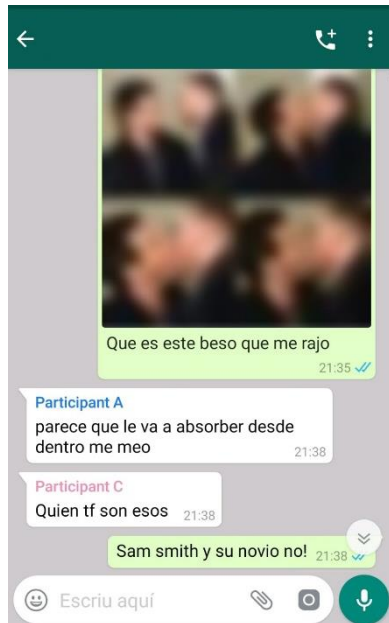 Que es este beso que me rajo
21:35
Participant A
parece que le va a absorber desde
dentro me meo
21:38
Participant C
Quien tf son esos 21:38
Sam smith y su novio no! 21:38
Escriu aquí